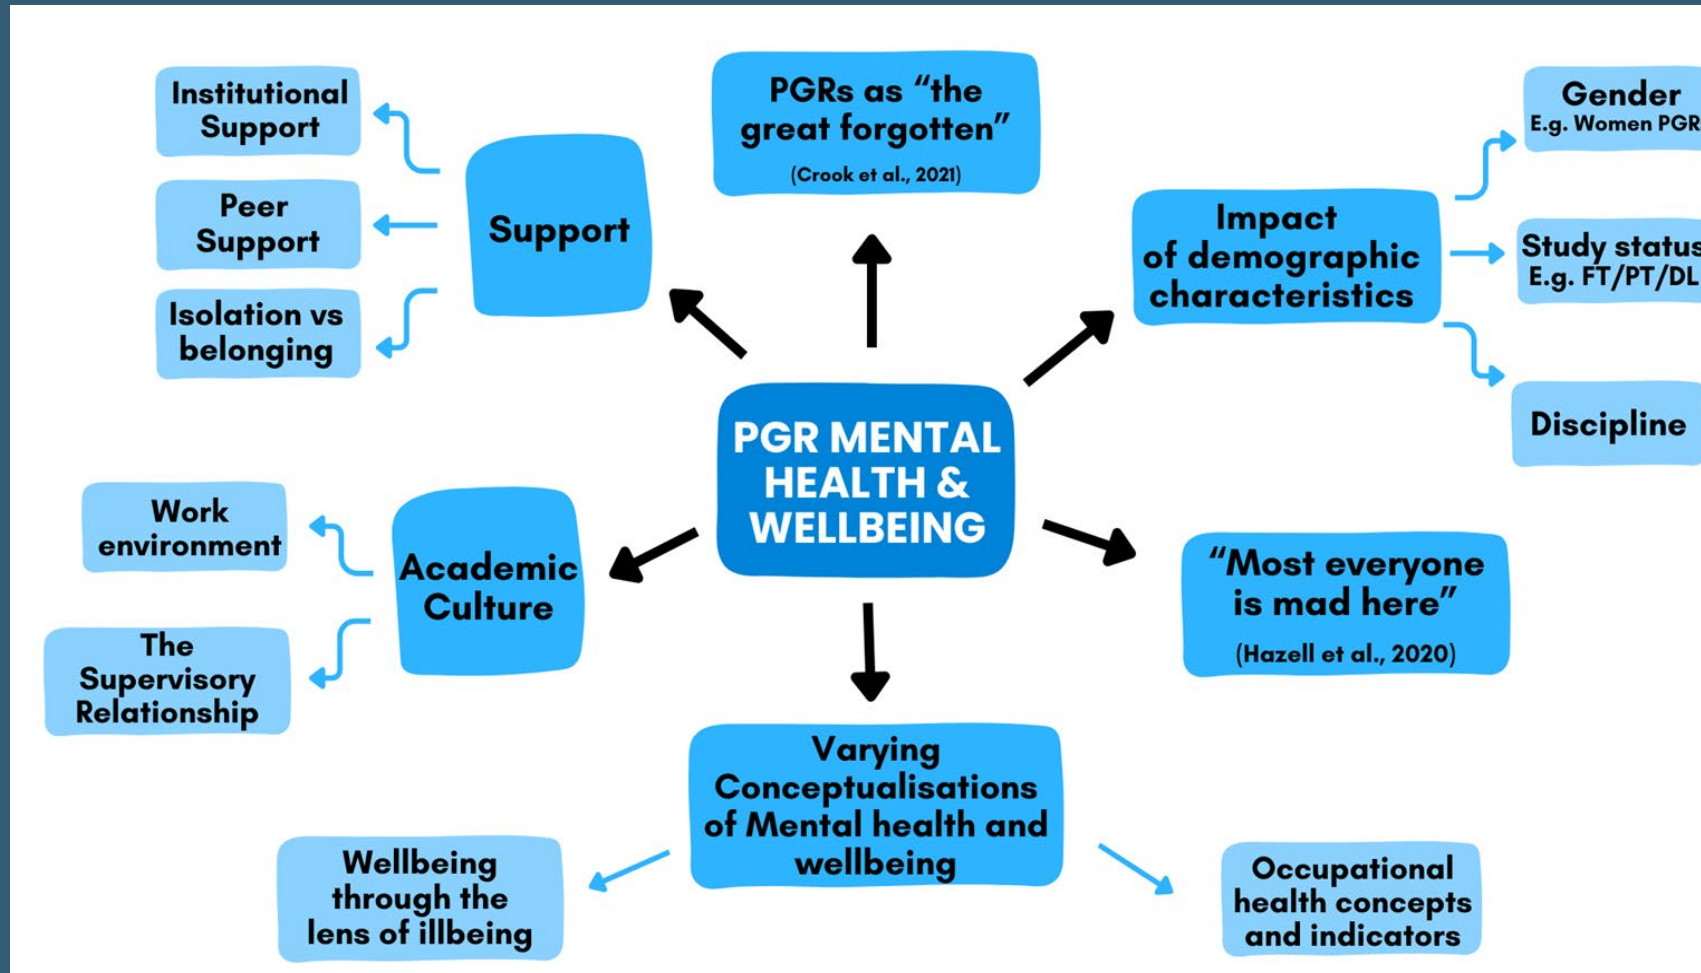 PGR MENTAL
HEALTH &
WELLBEING
PGRs as “the
great forgotten”
(Crook et al., 2021)
Impact
of demographic
characteristics
Gender
E.g. Women PGR
Study status
E.g. FT/PT/DL
Discipline
“Most everyone
is mad here”
(Hazell et al., 2020)
Varying
Conceptualisations
of Mental health and
wellbeing
Occupational
health concepts
and indicators
Wellbeing
through the
lens of illbeing
Academic
Culture
Work
environment
The
Supervisory
Relationship
Support
Institutional
Support
Peer
Support
Isolation vs
belonging